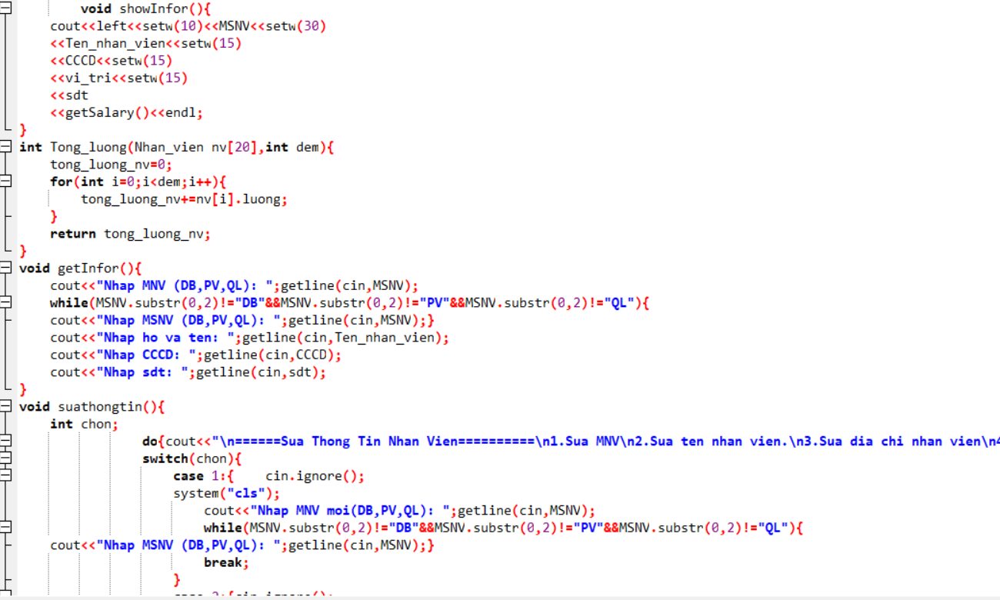 void showInfor(){
cout<<left<<setw(10)<<MSNV<<setw(30)
<<Ten_nhan_vien<<setw(15)
<<CCCD<<setw(15)
<<vi_tri<<setw(15)
<<sdt
<<getSalary()<<endl;
}
int Tong_luong(Nhan_vien nv[20],int dem){
tong_luong_nv=0;
for(int i=0;i<dem;i++){
tong_luong_nv+=nv[i].luong;
}
return tong_luong_nv;
}
void getInfor(){
cout<<"Nhap MNV (DB,PV,QL): ";getline(cin,MSNV);
while(MSNV.substr(0,2)!="DB"&&MSNV.substr(0,2)!="PV"&&MSNV.substr(0,2)!="QL"){
cout<<"Nhap MSNV (DB,PV,QL): ";getline(cin,MSNV);}
cout<<"Nhap ho va ten: ";getline(cin,Ten_nhan_vien);
cout<<"Nhap CCCD: ";getline(cin,CCCD);
cout<<"Nhap sdt: ";getline(cin,sdt);
}
void suathongtin(){
int chon;
do{cout<<"\n======Sua Thong Tin Nhan Vien==========\n1.Sua MNV\n2.Sua ten nhan vien.\n3.Sua dia chi nhan vien\n4
switch(chon){
case 1:{ cin.ignore();
system("cls");
cout<<"Nhap MNV moi(DB,PV,QL): ";getline(cin,MSNV);
while(MSNV.substr(0,2)!="DB"&&MSNV.substr(0,2)!="PV"&&MSNV.substr(0,2)!="QL"){
cout<<"Nhap MSNV (DB,PV,QL): ";getline(cin,MSNV);}
break;
}